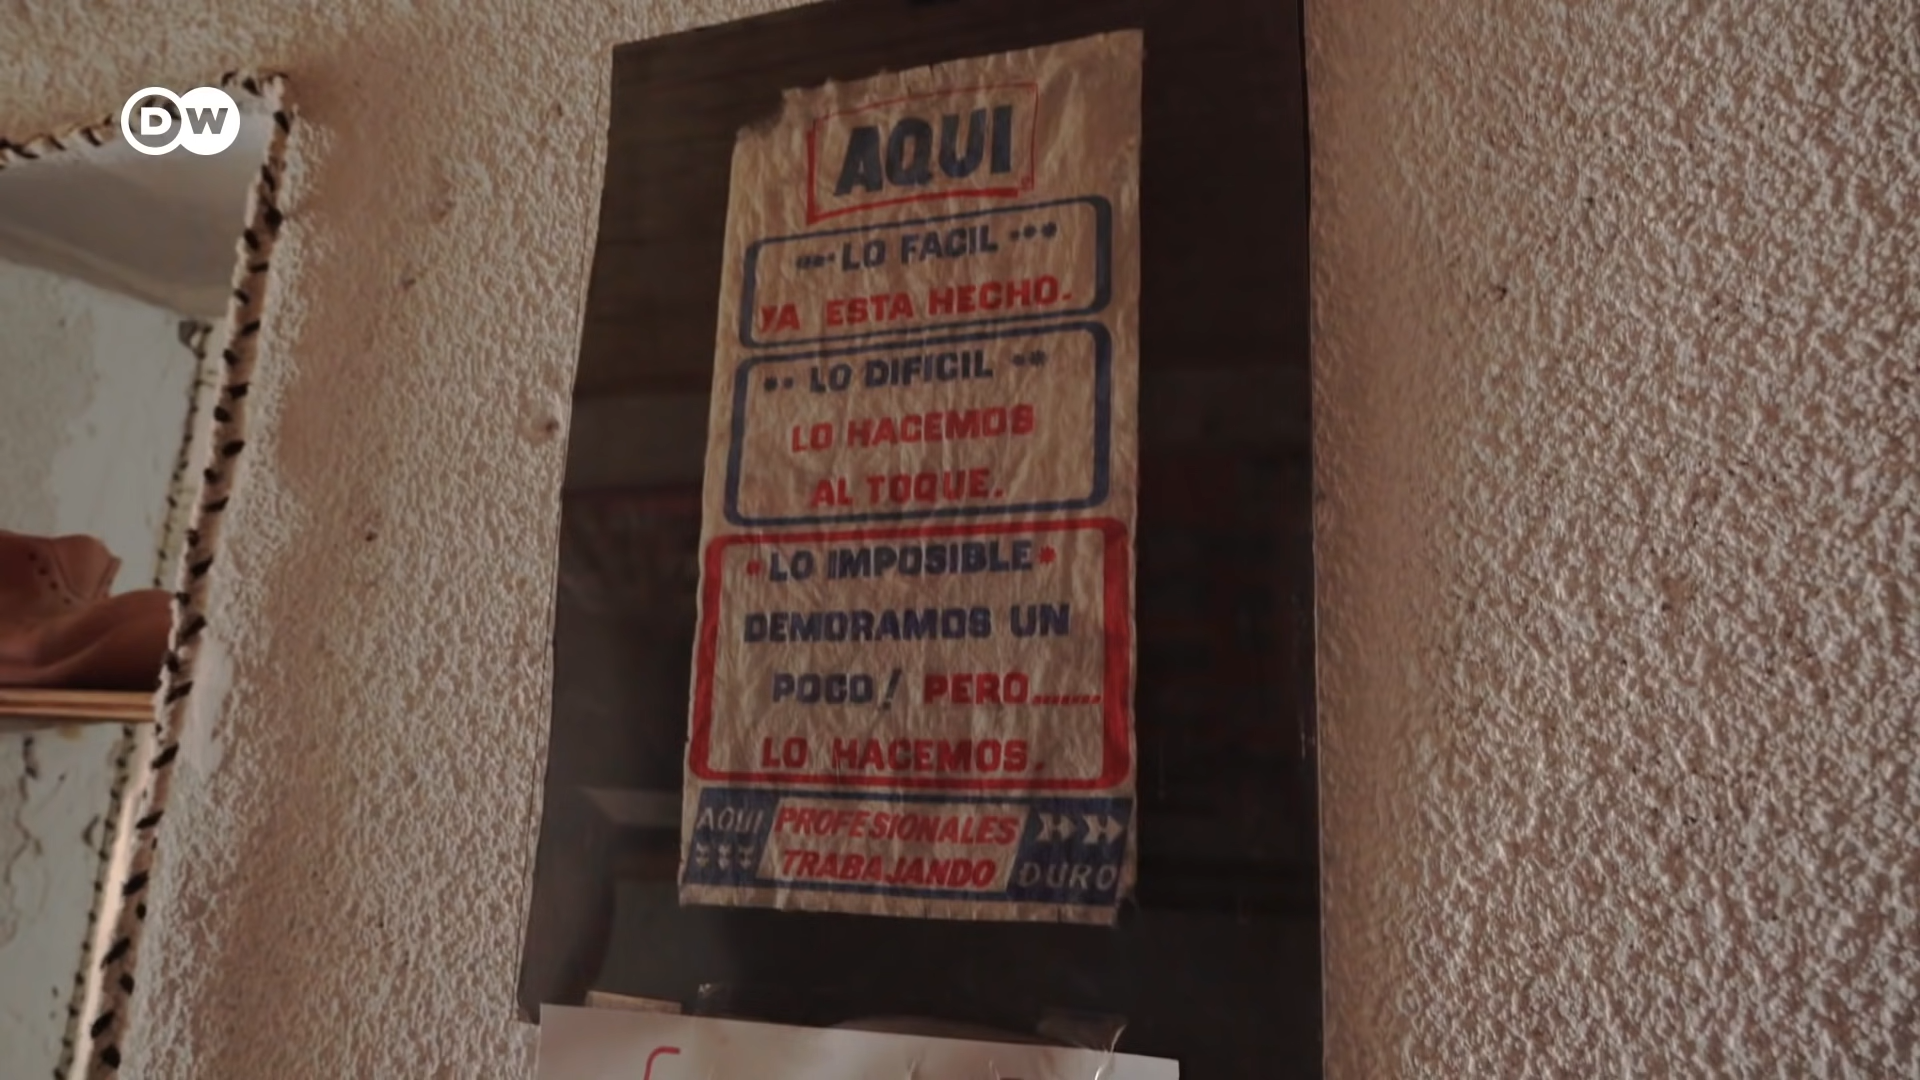 DW
AQUI
LO FACIL
YA ESTA HECHO.
LO DIFICIL
LO HACEMOS
AL TOQUE.
LO IMPOSIBLE
DEMORAMOS UN
POCO! PERO.......
LO HACEMOS.
AQUI PROFESIONALES
TRABAJANDO DURO